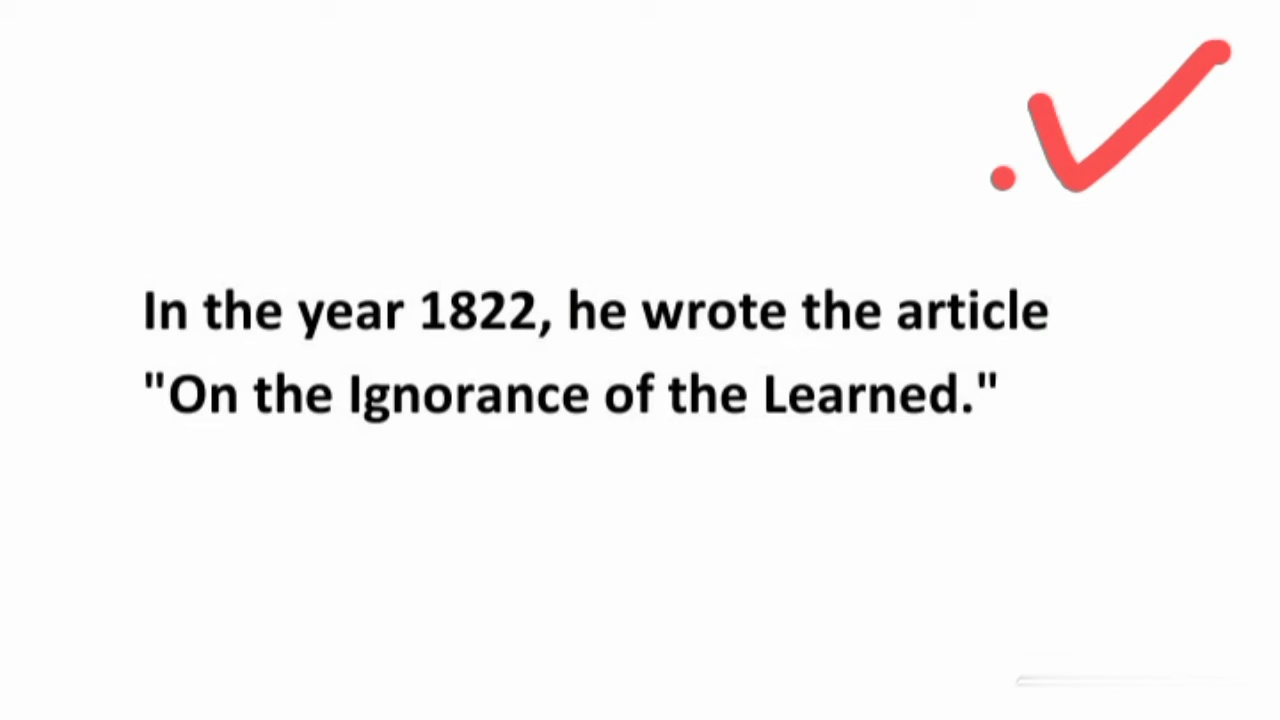 In the year 1822, he wrote the article
"On the Ignorance of the Learned."